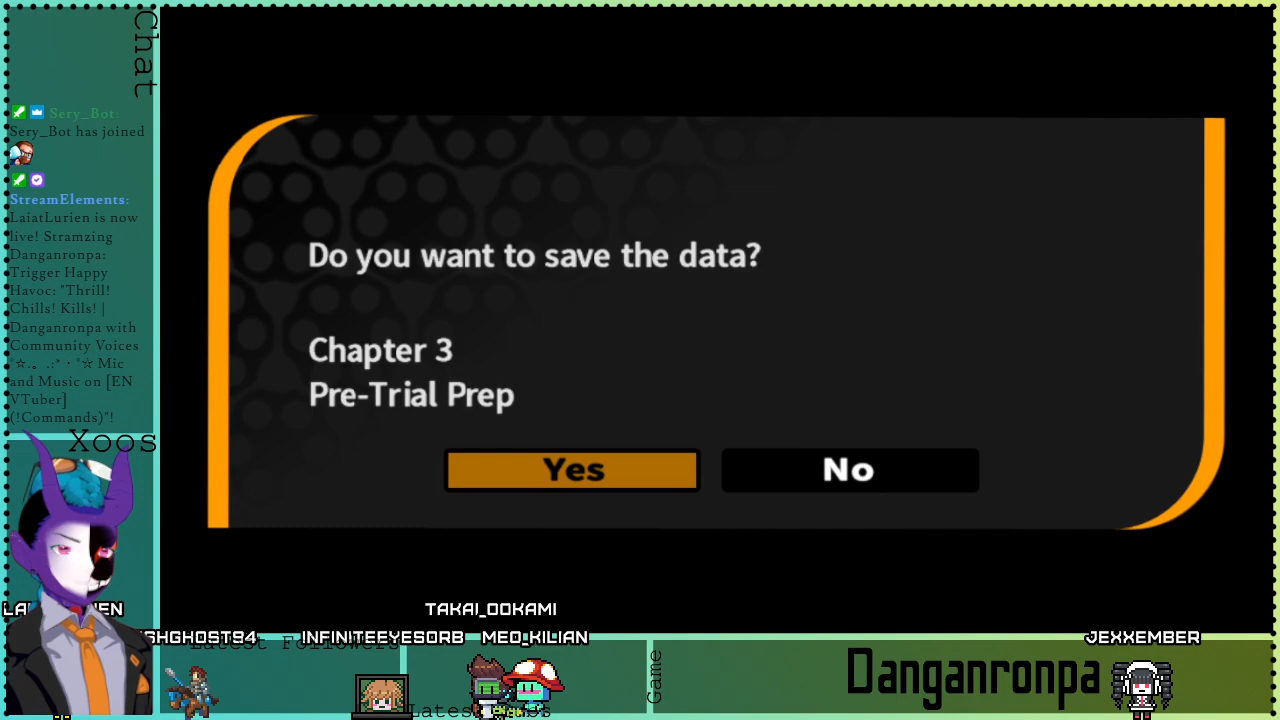 Chat
Sery_Bot:
Sery_Bot has joined
StreamElements:
LaiatLurien is now
live! Stramzing
Danganronpa:
Trigger Happy
Havoc: "Thrill!
Chills! Kills! |
Danganronpa with
Community Voices
Mic
and Music on [EN
VTuber]
(!Commands)"!
Xoos
Do you want to save the data?
Chapter 3
Pre-Trial Prep
Yes
No
TAKAI_OOKAMI
INFINITEEYESORB
MEO_KILIAN
JEXXEMBER
Latest Followers
Game
Danganronpa